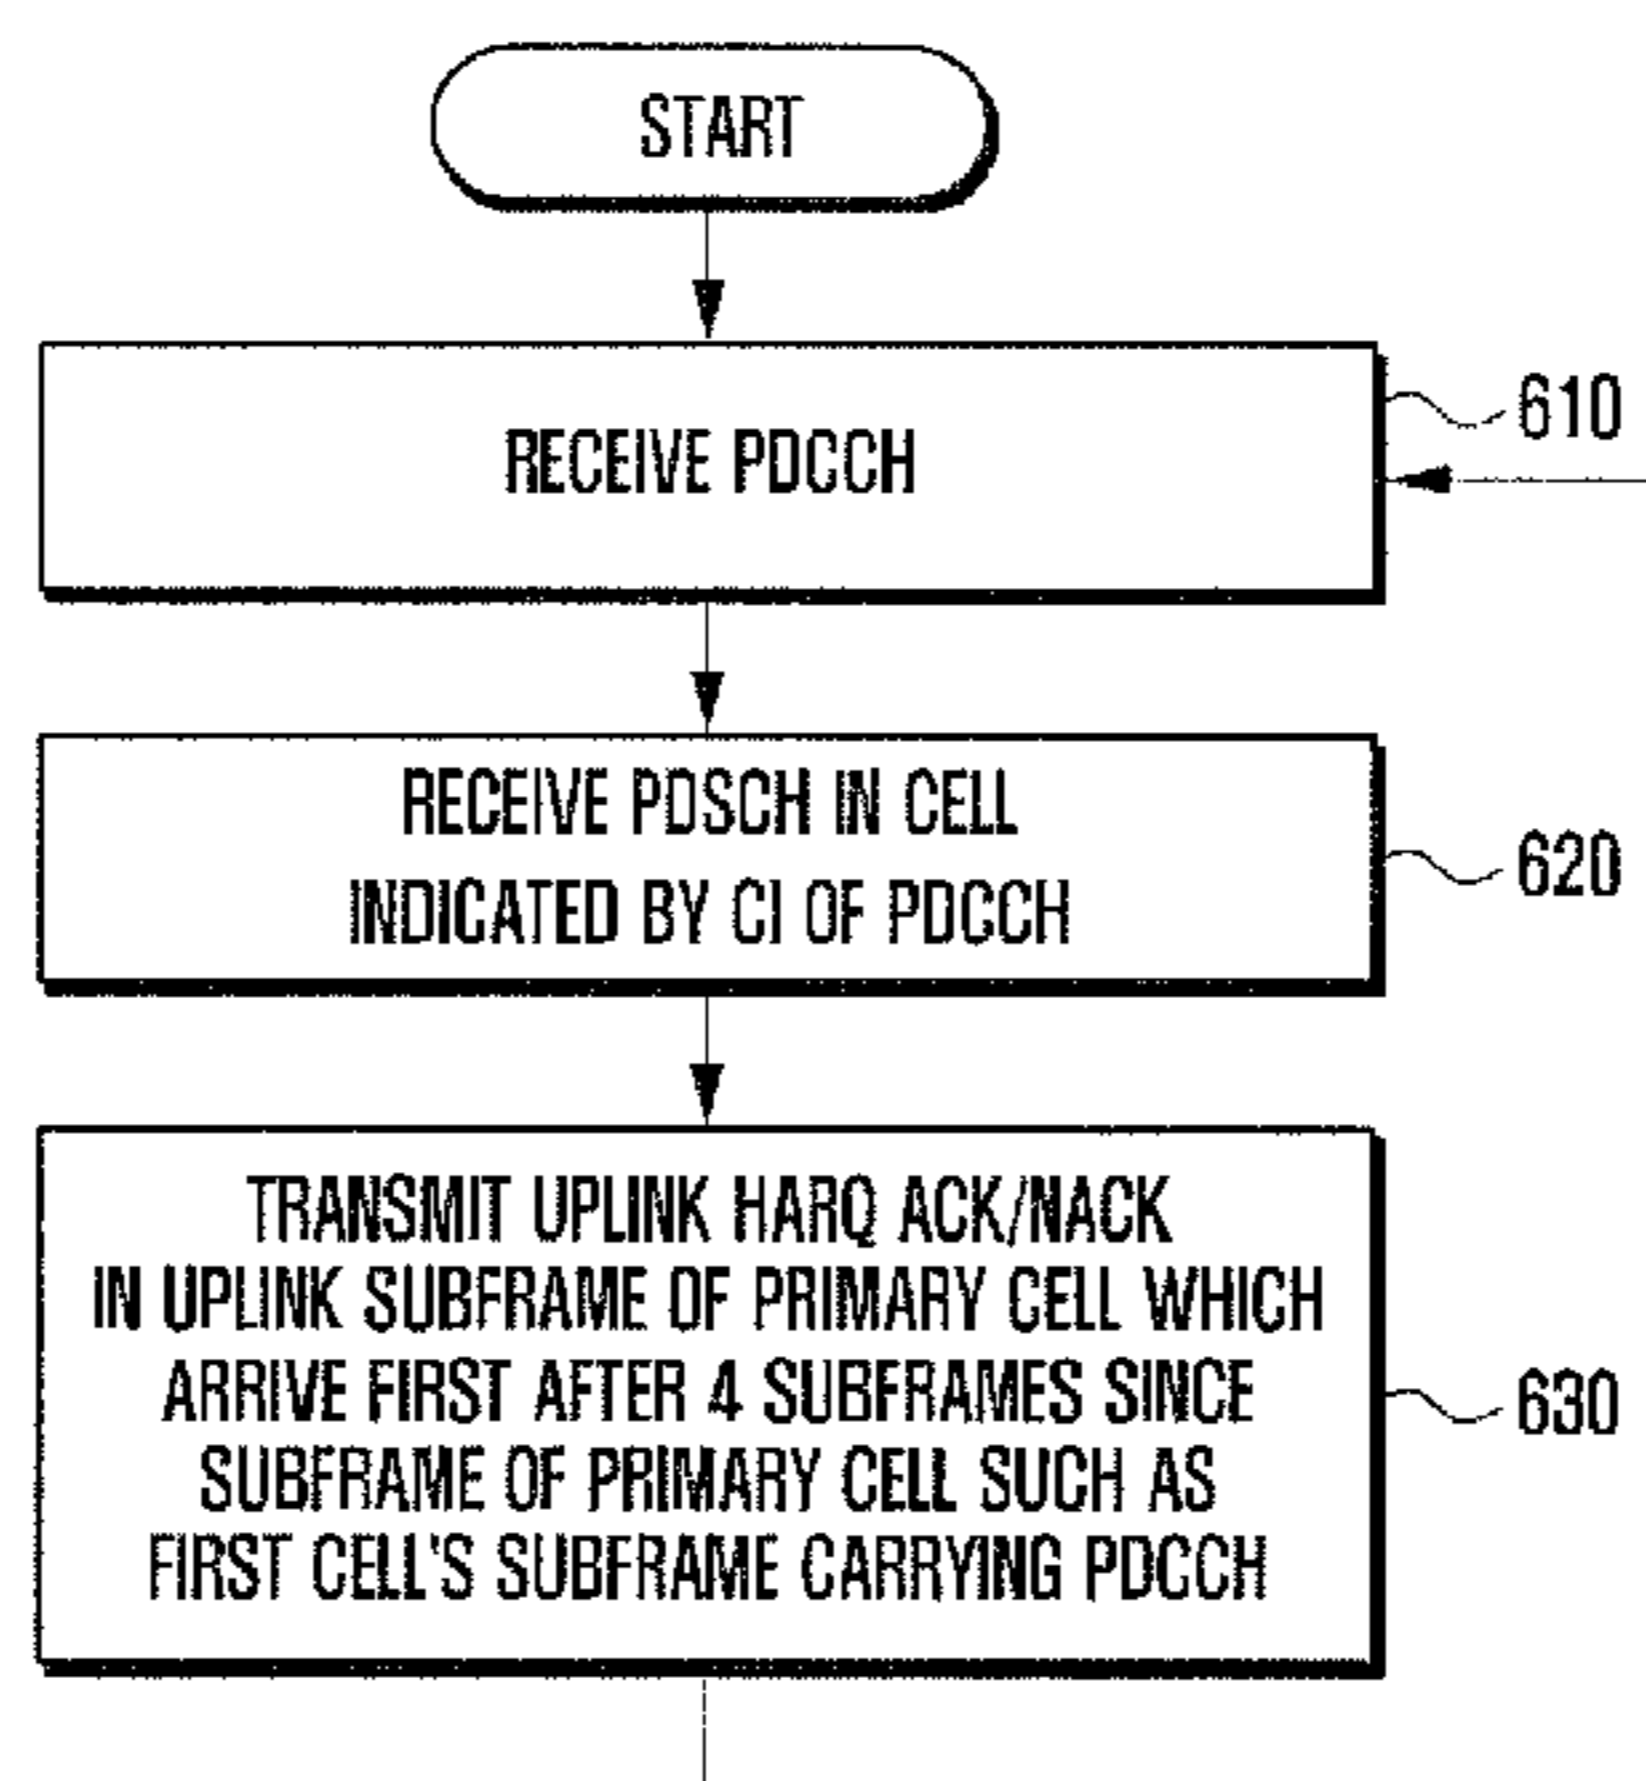 START
RECEIVE PDCCH
610
RECEIVE PDSCH IN CELL
INDICATED BY CI OF PDCCH
620
TRANSMIT UPLINK HARQ ACK/NACK
IN UPLINK SUBFRAME OF PRIMARY CELL WHICH
ARRIVE FIRST AFTER 4 SUBFRAMES SINCE
SUBFRAME OF PRIMARY CELL SUCH AS
FIRST CELL'S SUBFRAME CARRYING PDCCH
630